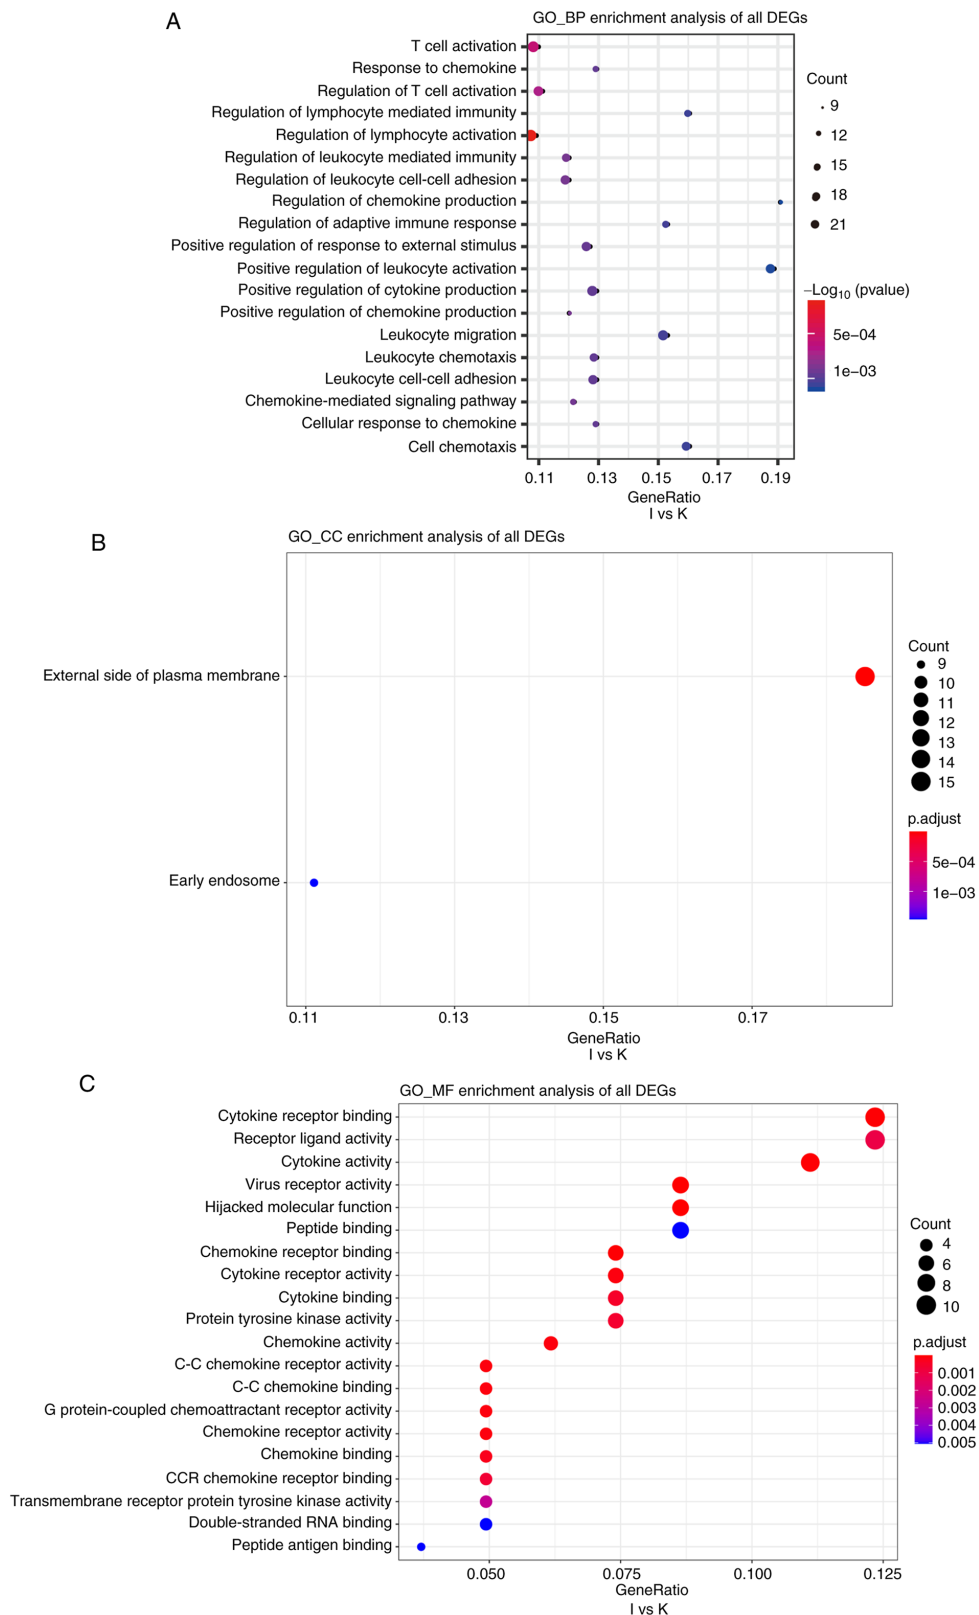 A
GO_BP enrichment analysis of all DEGs
T cell activation
Response to chemokine
Regulation of T cell activation
Regulation of lymphocyte mediated immunity
Regulation of lymphocyte activation
Regulation of leukocyte mediated immunity
Regulation of leukocyte cell-cell adhesion
Regulation of chemokine production
Regulation of adaptive immune response
Positive regulation of response to external stimulus
Positive regulation of leukocyte activation
Positive regulation of cytokine production
Positive regulation of chemokine production
Leukocyte migration
Leukocyte chemotaxis
Leukocyte cell-cell adhesion
Chemokine-mediated signaling pathway
Cellular response to chemokine
Cell chemotaxis
0.11 0.13 0.15 0.17 0.19
GeneRatio
I vs K
Count
9
12
15
18
21
−Log₁₀ (pvalue)
5e−04
1e−03
B
GO_CC enrichment analysis of all DEGs
External side of plasma membrane
Early endosome
0.11 0.13 0.15 0.17
GeneRatio
I vs K
Count
9
10
11
12
13
14
15
p.adjust
5e−04
1e−03
C
GO_MF enrichment analysis of all DEGs
Cytokine receptor binding
Receptor ligand activity
Cytokine activity
Virus receptor activity
Hijacked molecular function
Peptide binding
Chemokine receptor binding
Cytokine receptor activity
Cytokine binding
Protein tyrosine kinase activity
Chemokine activity
C-C chemokine receptor activity
C-C chemokine binding
G protein-coupled chemoattractant receptor activity
Chemokine receptor activity
Chemokine binding
CCR chemokine receptor binding
Transmembrane receptor protein tyrosine kinase activity
Double-stranded RNA binding
Peptide antigen binding
0.050 0.075 0.100 0.125
GeneRatio
I vs K
Count
4
6
8
10
p.adjust
0.001
0.002
0.003
0.004
0.005